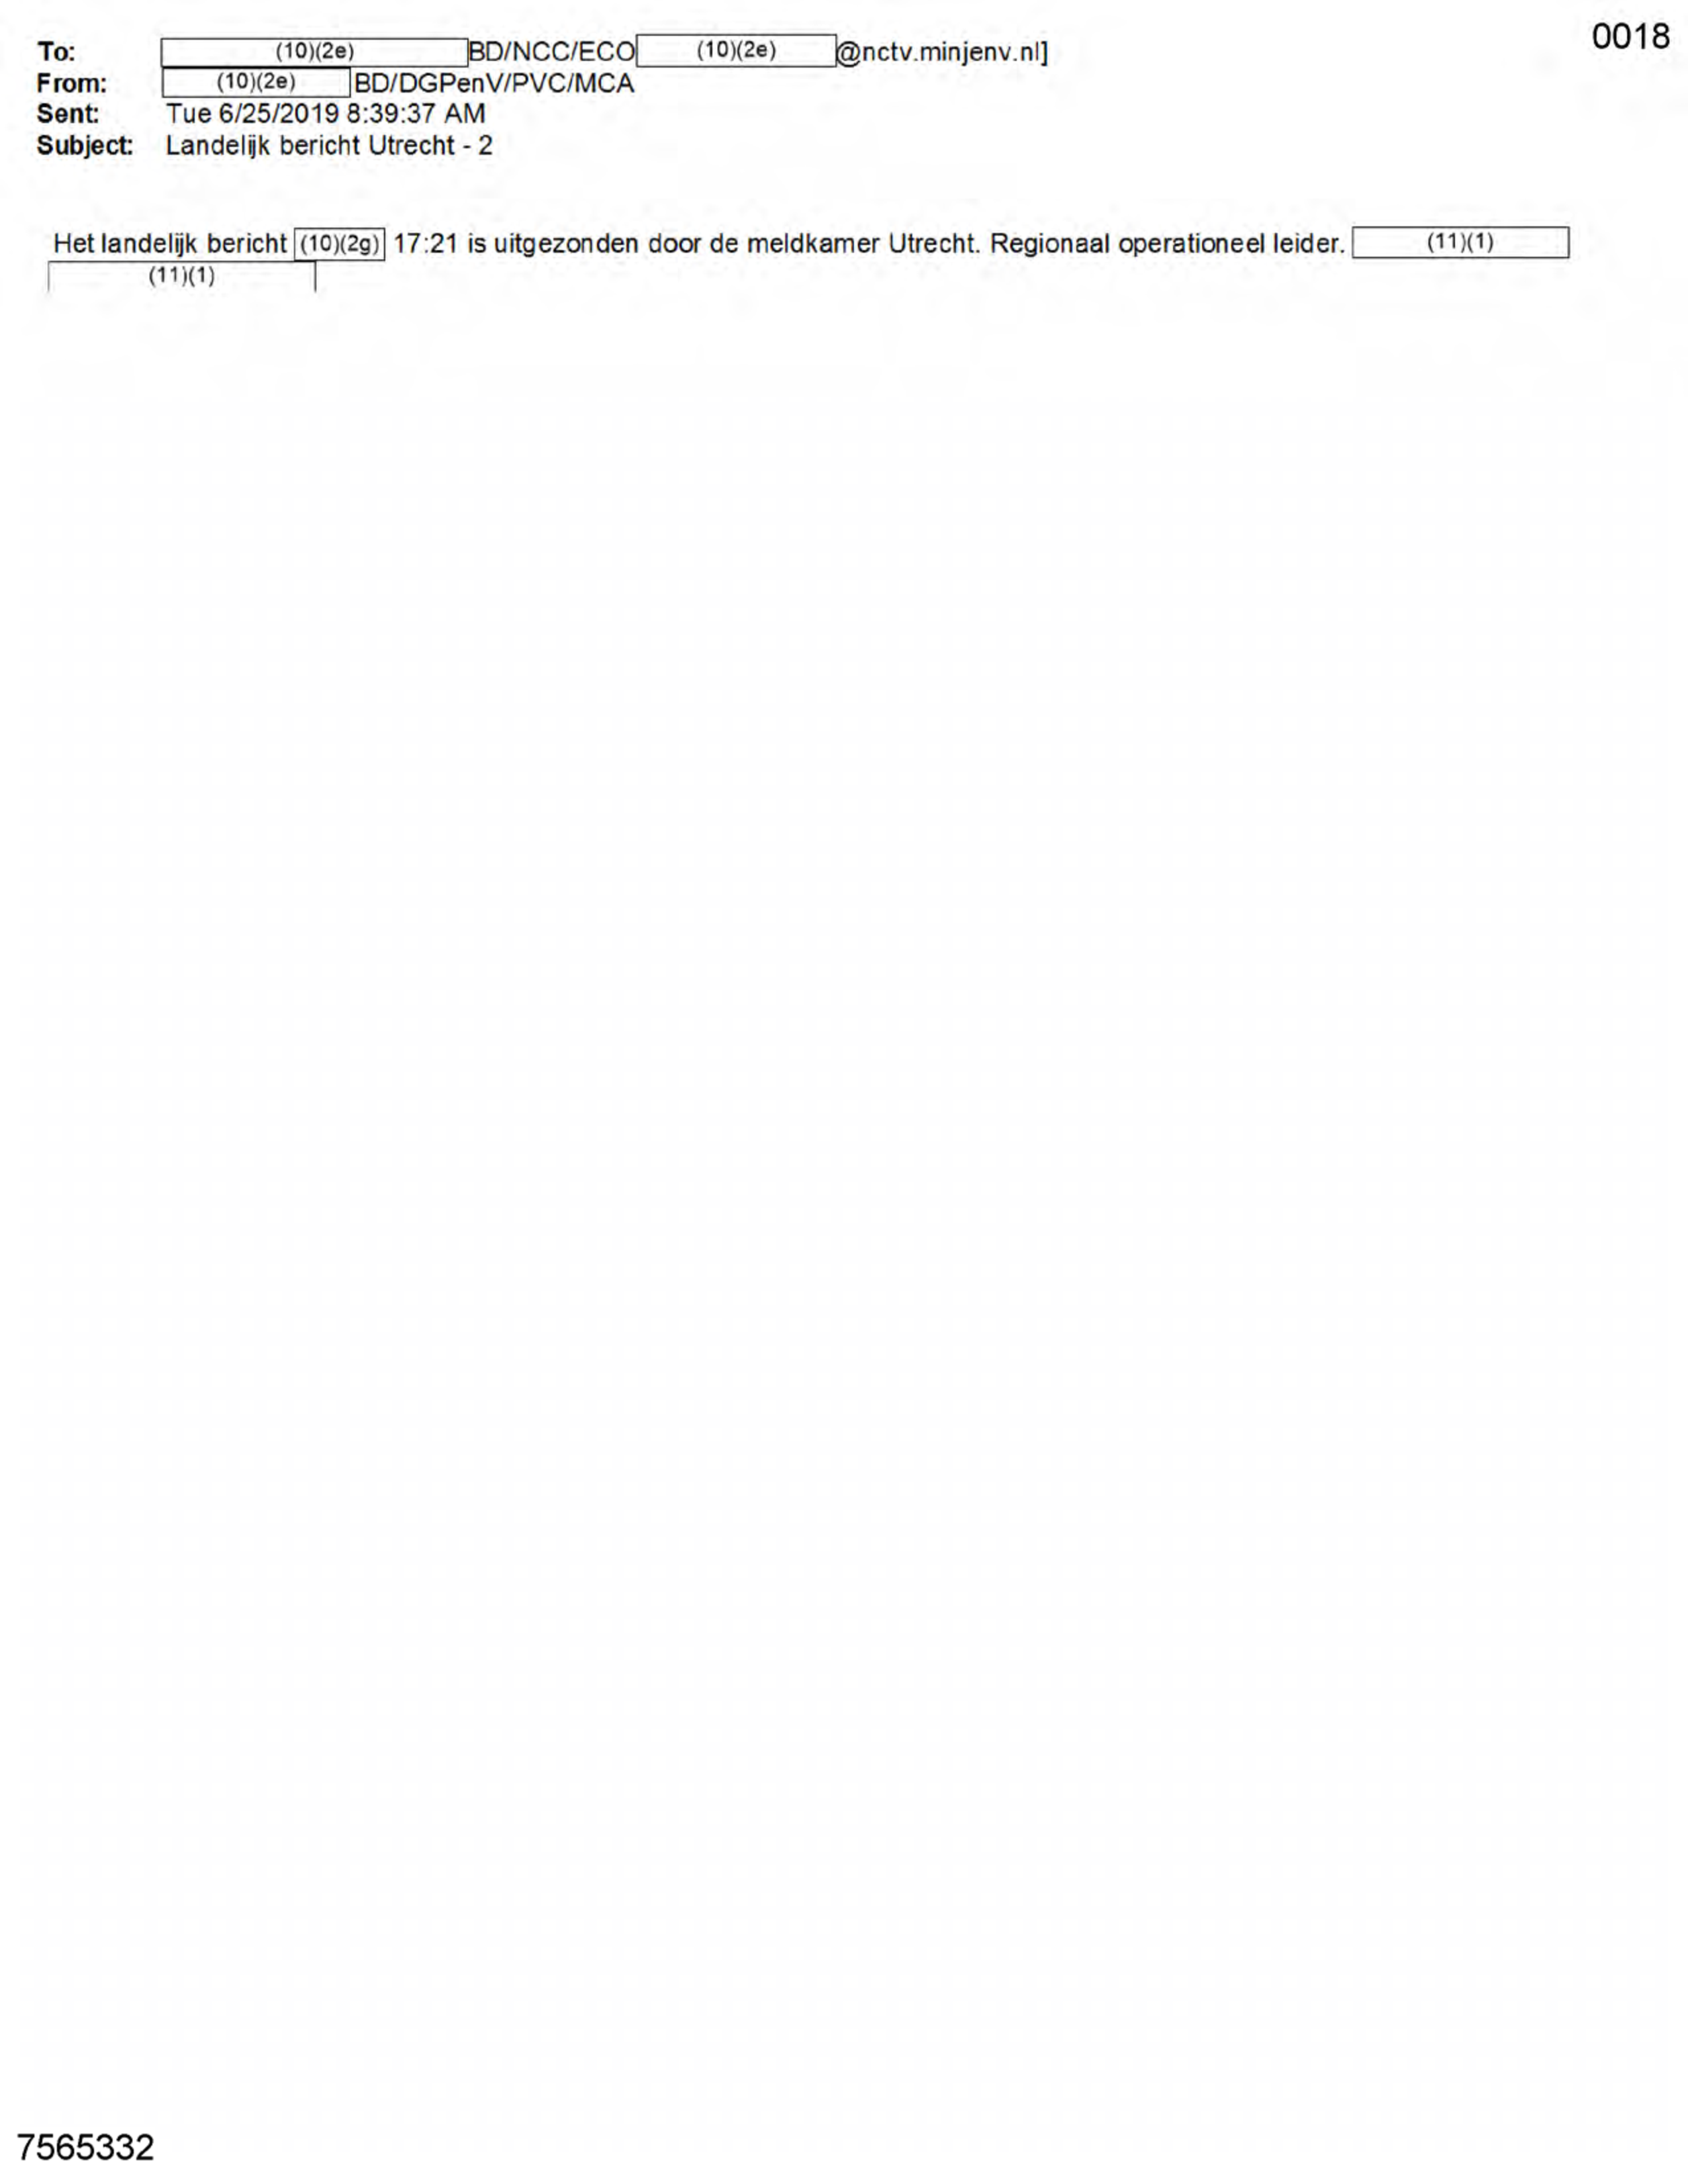 0018
To: (10)(2e) BD/NCC/ECO (10)(2e) @nctv.minjenv.nl]
From: (10)(2e) BD/DGPenV/PVC/MCA
Sent: Tue 6/25/2019 8:39:37 AM
Subject: Landelijk bericht Utrecht - 2
Het landelijk bericht (10)(2g) 17:21 is uitgezonden door de meldkamer Utrecht. Regionaal operationeel leider. (11)(1)
(11)(1)
7565332